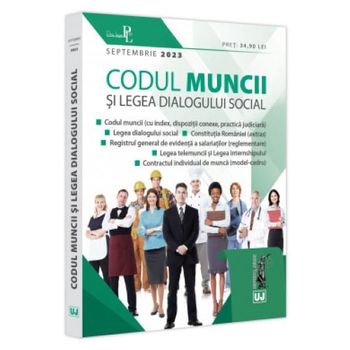 PREȚ: 34,90 LEI
SEPTEMBRIE 2023
CODUL MUNCII
ȘI LEGEA DIALOGULUI SOCIAL
Codul muncii (cu index, dispoziții conexe, practică judiciară)
Legea dialogului social ■ Constituția României (extras)
Registrul general de evidență a salariaților (reglementare)
Legea telemuncii și Legea internshipului
Contractul individual de muncă (model-cadru)
UJ
CODUL MUNCII ȘI LEGEA DIALOGULUI SOCIAL
UJ